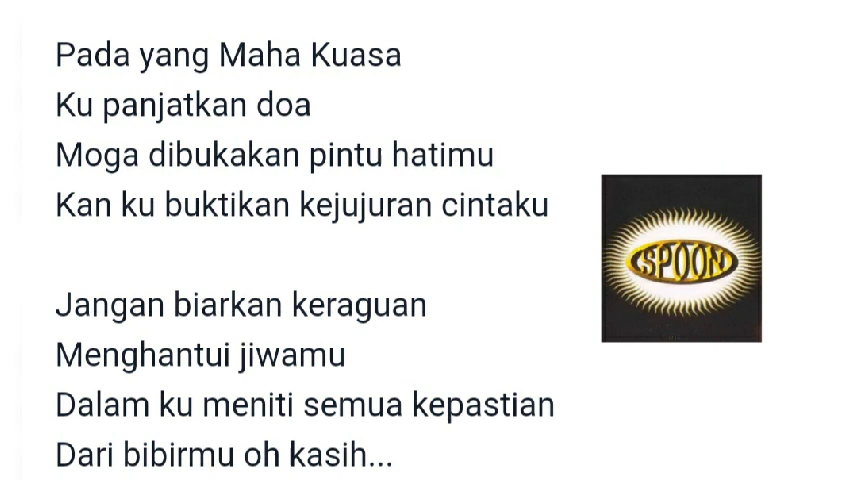 Pada yang Maha Kuasa
Ku panjatkan doa
Moga dibukakan pintu hatimu
Kan ku buktikan kejujuran cintaku
Jangan biarkan keraguan
Menghantui jiwamu
Dalam ku meniti semua kepastian
Dari bibirmu oh kasih...
SPOON